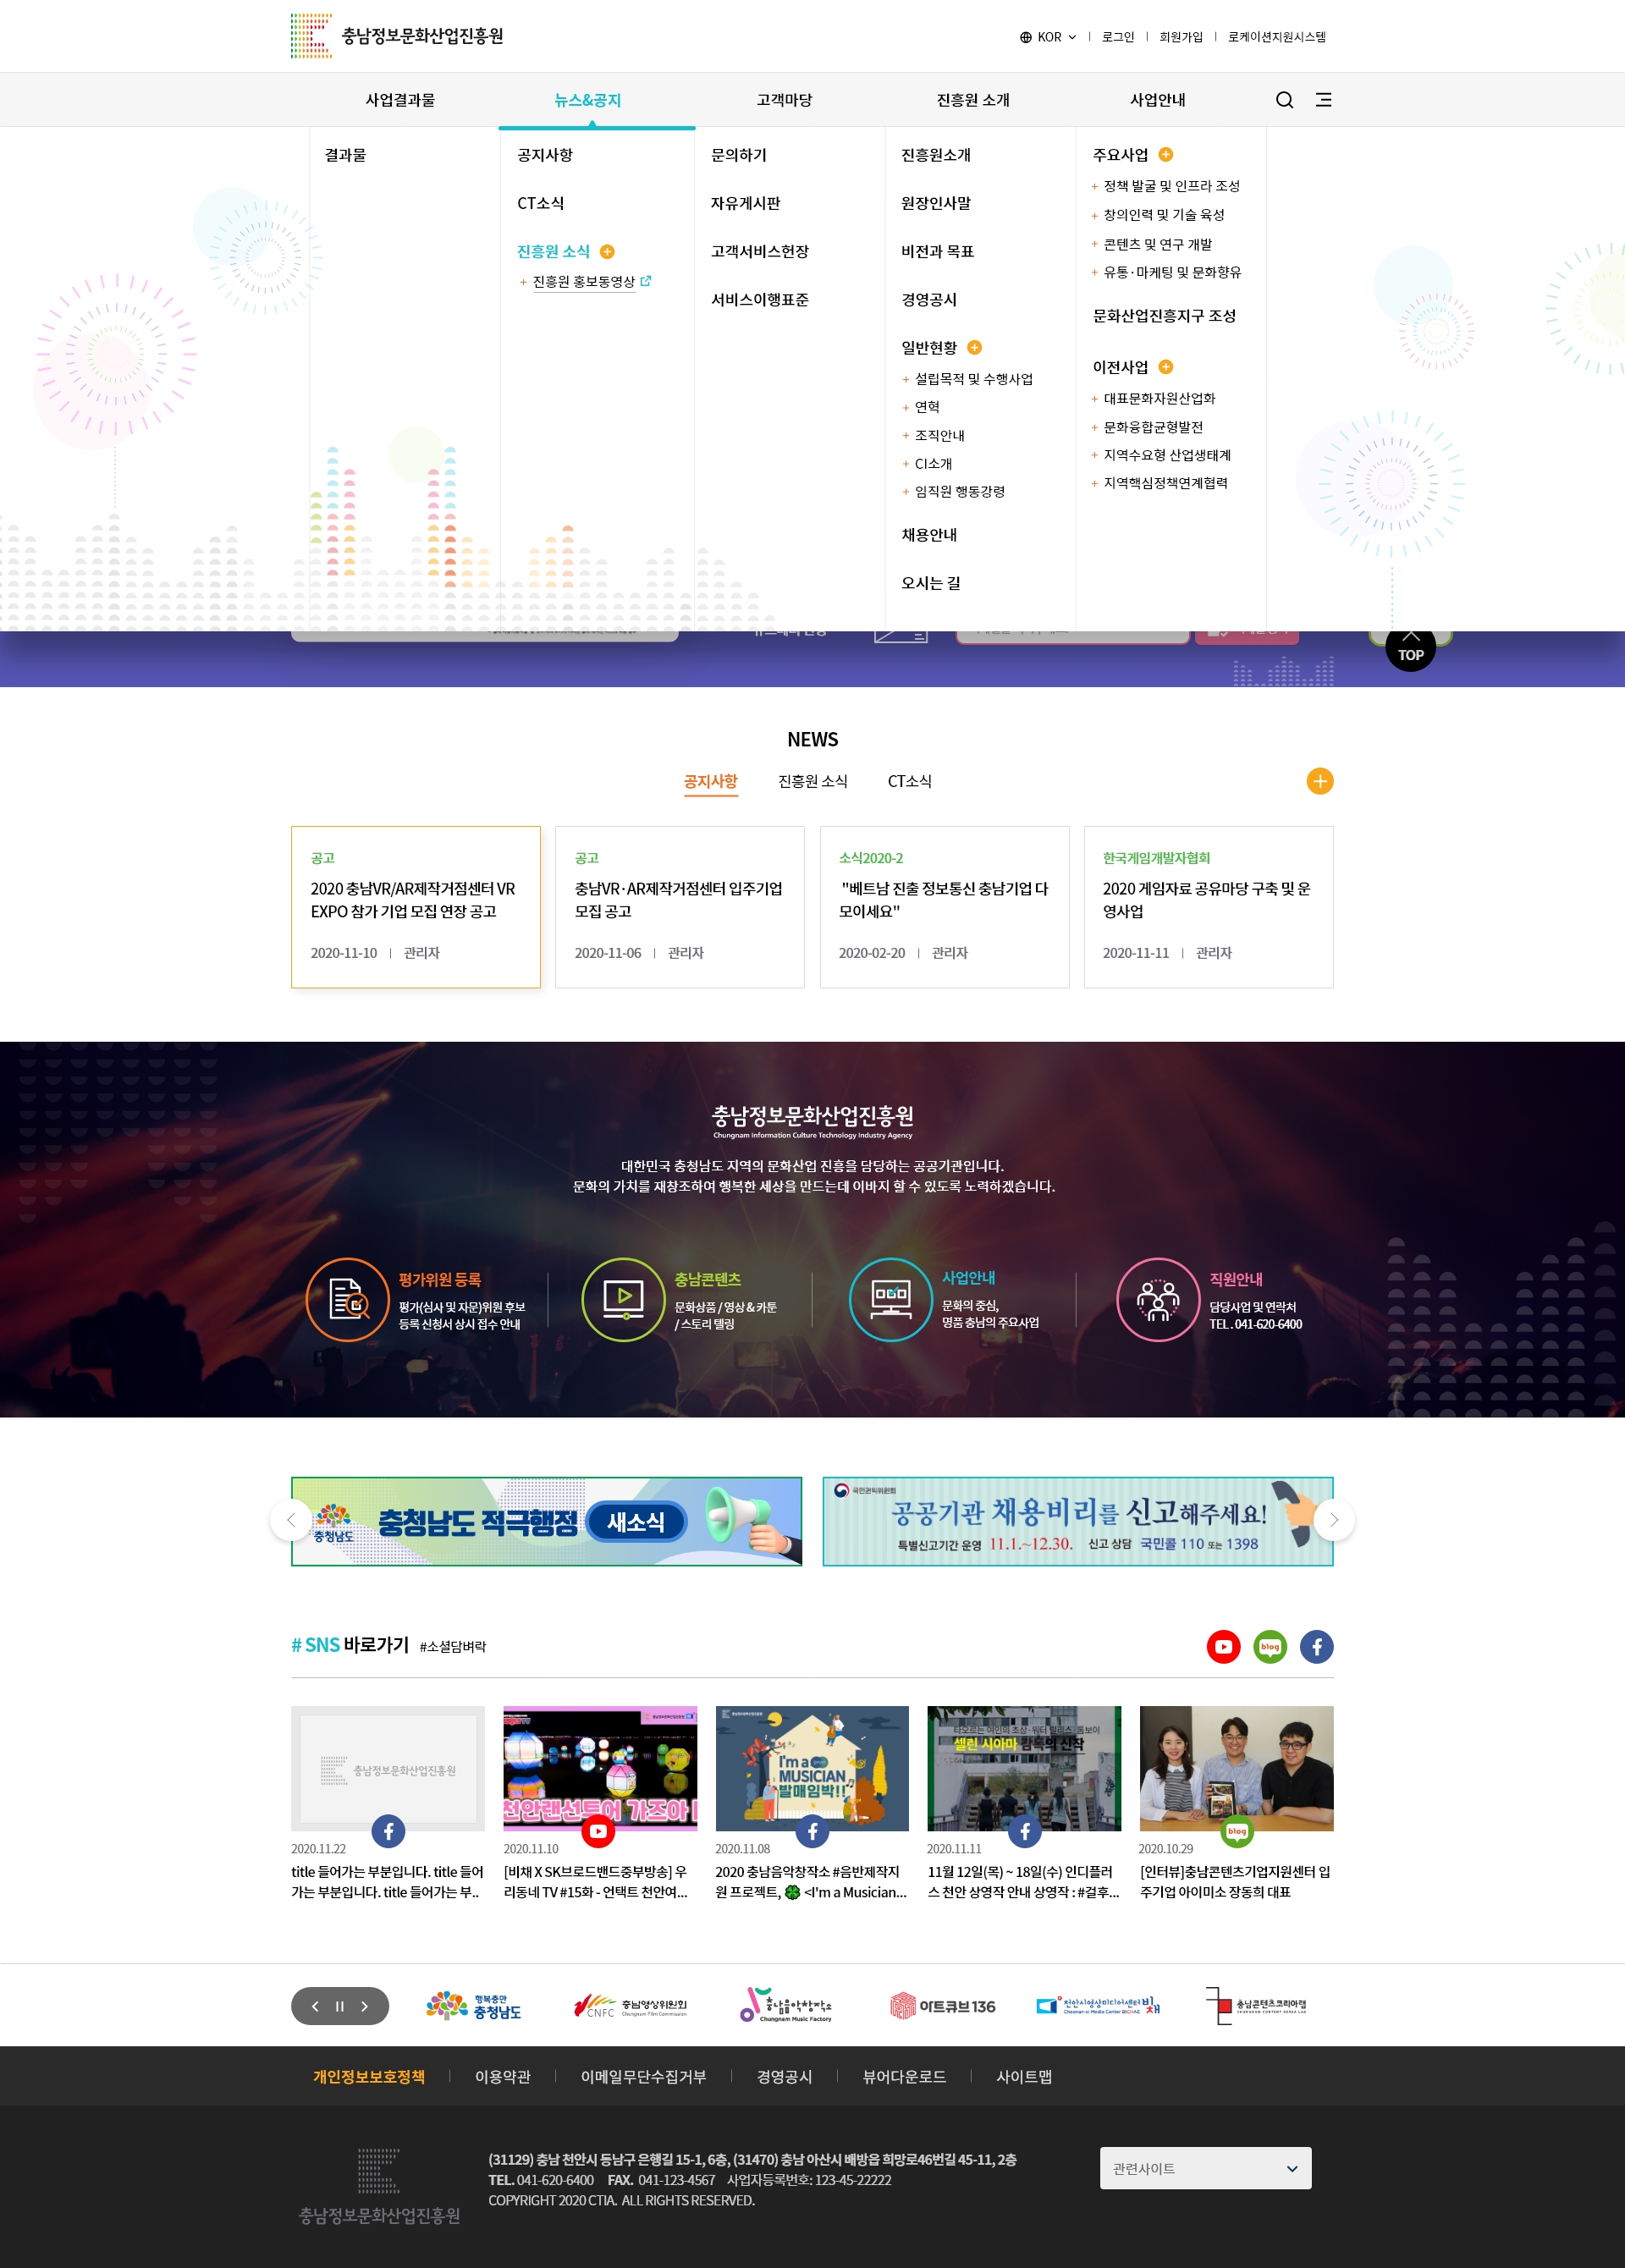 충남정보문화산업진흥원
KOR
로그인
회원가입
로케이션지원시스템
사업결과물
뉴스&공지
고객마당
진흥원 소개
사업안내
결과물
공지사항
CT소식
진흥원 소식
진흥원 홍보동영상
문의하기
자유게시판
고객서비스헌장
서비스이행표준
진흥원소개
원장인사말
비전과 목표
경영공시
일반현황
설립목적 및 수행사업
연혁
조직안내
CI소개
임직원 행동강령
채용안내
오시는 길
주요사업
정책 발굴 및 인프라 조성
창의인력 및 기술 육성
콘텐츠 및 연구 개발
유통·마케팅 및 문화향유
문화산업진흥지구 조성
이전사업
대표문화자원산업화
문화융합균형발전
지역수요형 산업생태계
지역핵심정책연계협력
TOP
NEWS
공지사항
진흥원 소식
CT소식
공고
2020 충남VR/AR제작거점센터 VR
EXPO 참가 기업 모집 연장 공고
2020-11-10
관리자
공고
충남VR·AR제작거점센터 입주기업
모집 공고
2020-11-06
관리자
소식2020-2
"베트남 진출 정보통신 충남기업 다
모이세요"
2020-02-20
관리자
한국게임개발자협회
2020 게임자료 공유마당 구축 및 운
영사업
2020-11-11
관리자
충남정보문화산업진흥원
Chungnam Information Culture Technology Industry Agency
대한민국 충청남도 지역의 문화산업 진흥을 담당하는 공공기관입니다.
문화의 가치를 재창조하여 행복한 세상을 만드는데 이바지 할 수 있도록 노력하겠습니다.
평가위원 등록
평가(심사 및 자문)위원 후보
등록 신청서 상시 접수 안내
충남콘텐츠
문화상품 / 영상 & 카툰
/ 스토리 텔링
사업안내
문화의 중심,
명품 충남의 주요사업
직원안내
담당사업 및 연락처
TEL . 041-620-6400
충청남도
충청남도 적극행정
새소식
국민권익위원회
공공기관 채용비리를 신고해주세요!
특별신고기간 운영 11.1.~12.30. 신고 상담 국민콜 110 또는 1398
# SNS 바로가기 #소셜담벼락
blog
충남정보문화산업진흥원
천안랜선투어 가즈아
I'm a
MUSICIAN
발매임박!!
타오르는 여인의 초상·워터 릴리스·톰보이
셀린 시아마 감독의 신작
2020.11.22
title 들어가는 부분입니다. title 들어
가는 부분입니다. title 들어가는 부..
2020.11.10
[비채 X SK브로드밴드중부방송] 우
리동네 TV #15화 - 언택트 천안여...
2020.11.08
2020 충남음악창작소 #음반제작지
원 프로젝트, 🍀 <I'm a Musician...
2020.11.11
11월 12일(목) ~ 18일(수) 인디플러
스 천안 상영작 안내 상영작 : #걸후...
blog
2020.10.29
[인터뷰]충남콘텐츠기업지원센터 입
주기업 아이미소 장동희 대표
행복충만
충청남도
CNFC
충남영상위원회
Chungnam Film Commission
충남음악창작소
Chungnam Music Factory
아트큐브 136
천안시영상미디어센터 비채
Cheonan-si Media Center BICHAE
충남콘텐츠코리아랩
CHUNGNAM CONTENT KOREA LAB
개인정보보호정책
이용약관
이메일무단수집거부
경영공시
뷰어다운로드
사이트맵
충남정보문화산업진흥원
(31129) 충남 천안시 동남구 은행길 15-1, 6층, (31470) 충남 아산시 배방읍 희망로46번길 45-11, 2층
TEL. 041-620-6400 FAX. 041-123-4567 사업자등록번호: 123-45-22222
COPYRIGHT 2020 CTIA. ALL RIGHTS RESERVED.
관련사이트